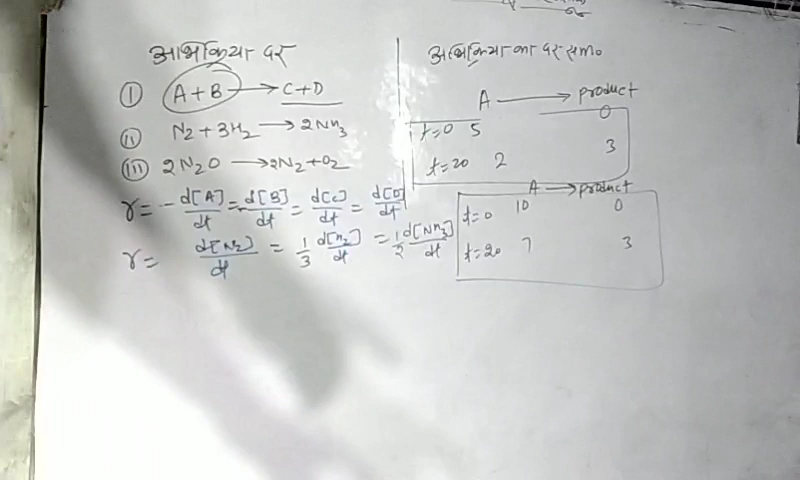 अभिक्रिया दर
(I) A + B → C + D
(II) N2 + 3H2 → 2NH3
(III) 2N2O → 2N2 + O2
r = - d[A]/dt = - d[B]/dt = d[C]/dt = d[D]/dt
r = d[N2]/dt = 1/3 d[H2]/dt = 1/2 d[NH3]/dt
अभिक्रिया का दर समी०
A → product
t=0 5 0
t=20 2 3
A → product
t=0 10 0
t=20 7 3